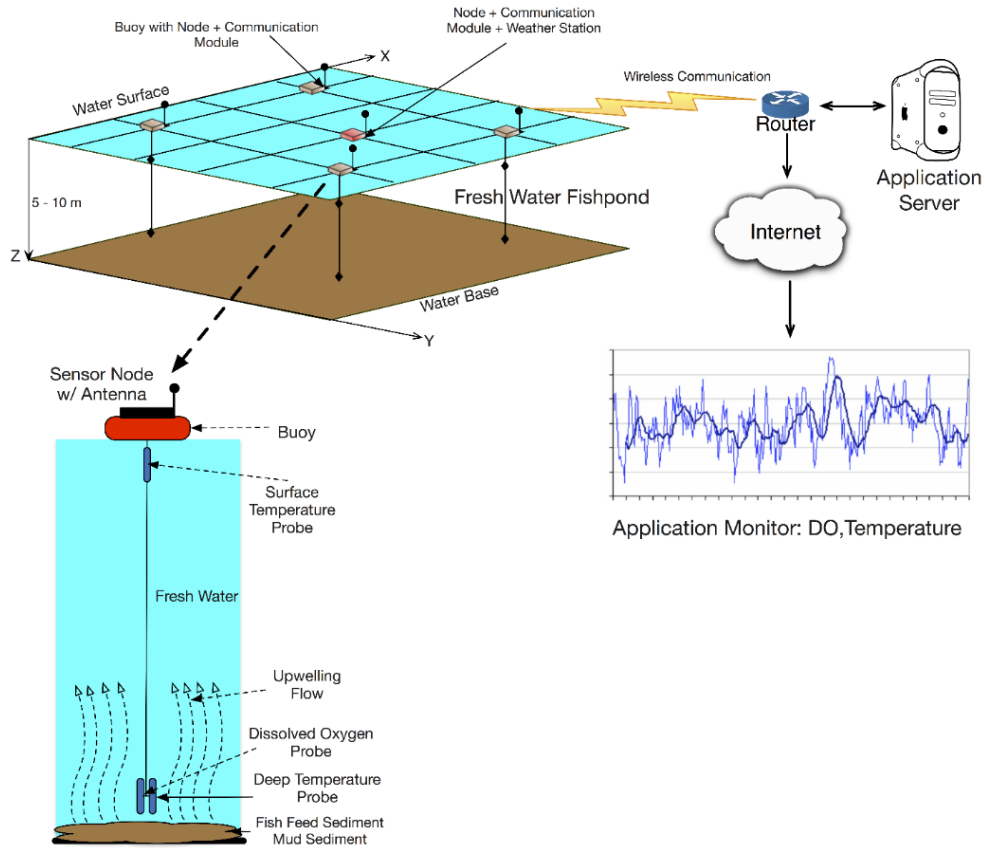 Buoy with Node + Communication
Module
Node + Communication
Module + Weather Station
X
Water Surface
Wireless Communication
Router
Application
Server
5 - 10 m
Fresh Water Fishpond
Internet
Z
Water Base
Y
Sensor Node
w/ Antenna
Buoy
Surface
Temperature
Probe
Application Monitor: DO,Temperature
Fresh Water
Upwelling
Flow
Dissolved Oxygen
Probe
Deep Temperature
Probe
Fish Feed Sediment
Mud Sediment